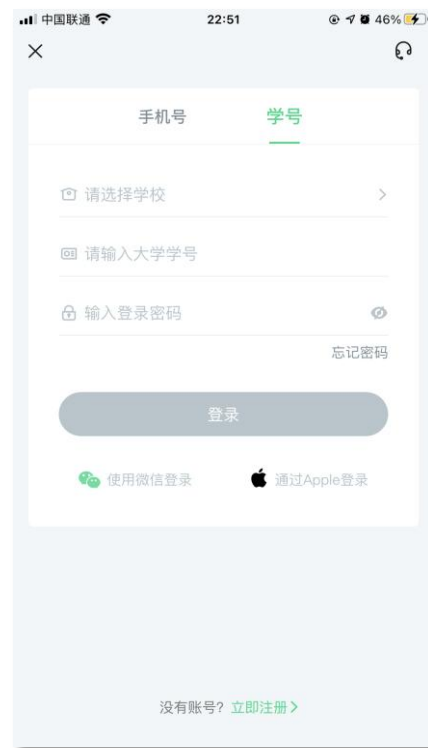 中国联通 22:51 46%
手机号 学号
请选择学校
请输入大学学号
输入登录密码
忘记密码
登录
使用微信登录 通过Apple登录
没有账号? 立即注册